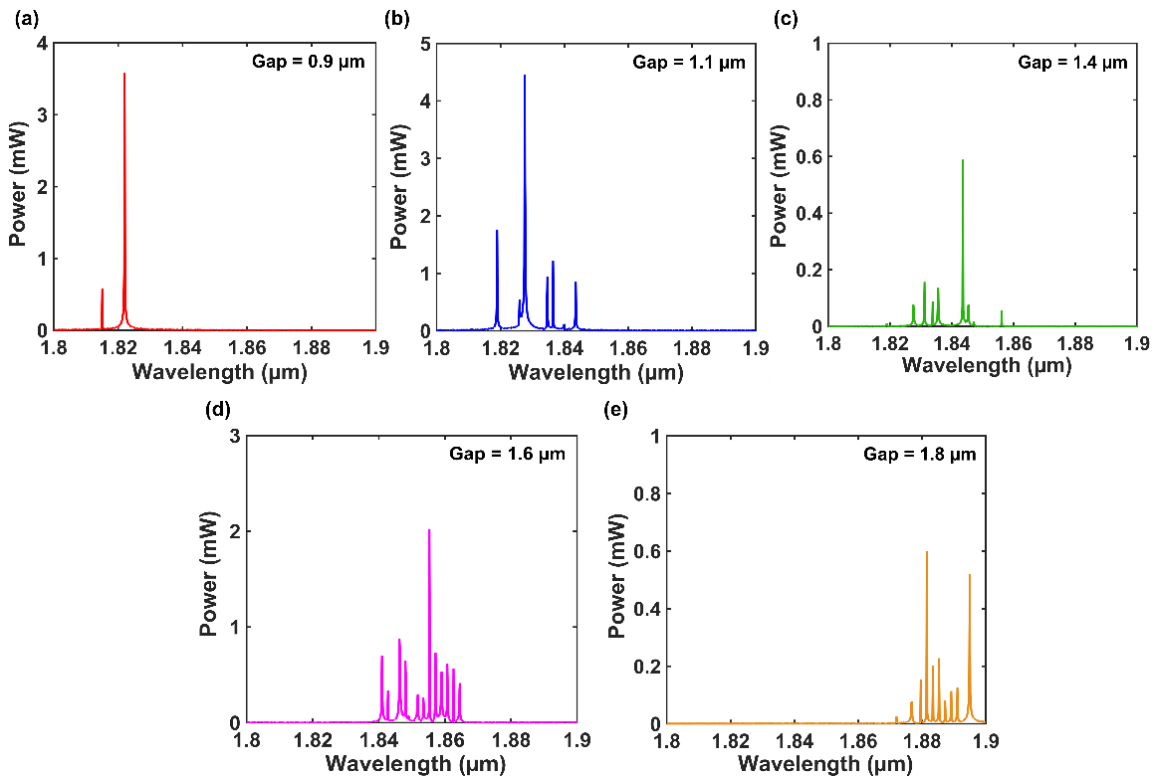 (a)
Gap = 0.9 µm
4
3
2
1
0
Power (mW)
1.8 1.82 1.84 1.86 1.88 1.9
Wavelength (µm)
(b)
Gap = 1.1 µm
5
4
3
2
1
0
Power (mW)
1.8 1.82 1.84 1.86 1.88 1.9
Wavelength (µm)
(c)
Gap = 1.4 µm
1
0.8
0.6
0.4
0.2
0
Power (mW)
1.8 1.82 1.84 1.86 1.88 1.9
Wavelength (µm)
(d)
Gap = 1.6 µm
3
2
1
0
Power (mW)
1.8 1.82 1.84 1.86 1.88 1.9
Wavelength (µm)
(e)
Gap = 1.8 µm
1
0.8
0.6
0.4
0.2
0
Power (mW)
1.8 1.82 1.84 1.86 1.88 1.9
Wavelength (µm)